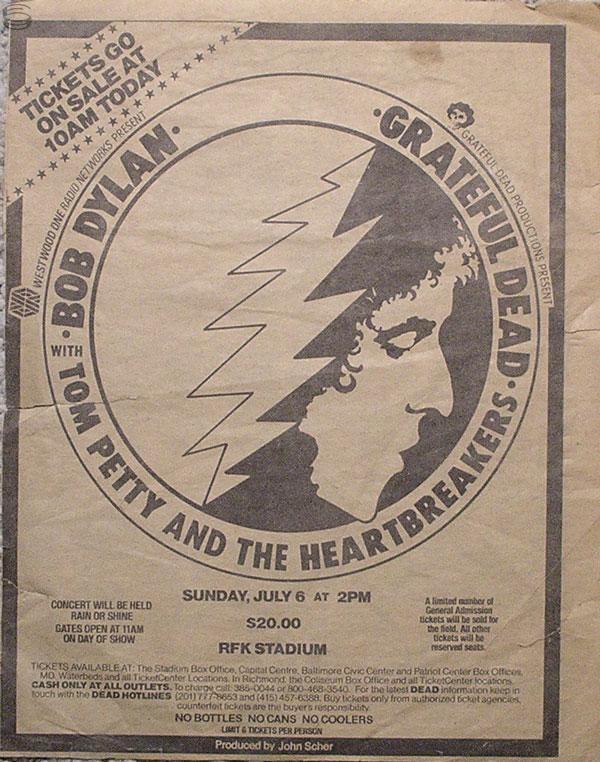 TICKETS GO
ON SALE AT
10AM TODAY
WESTWOOD ONE RADIO NETWORKS PRESENT
GRATEFUL DEAD PRODUCTIONS PRESENT
·BOB DYLAN·
·GRATEFUL DEAD·
WITH TOM PETTY AND THE HEARTBREAKERS
SUNDAY, JULY 6 AT 2PM
$20.00
RFK STADIUM
CONCERT WILL BE HELD
RAIN OR SHINE
GATES OPEN AT 11AM
ON DAY OF SHOW
A limited number of
General Admission
tickets will be sold for
the field. All other
tickets will be
reserved seats.
TICKETS AVAILABLE AT: The Stadium Box Office, Capital Centre, Baltimore Civic Center and Patriot Center Box Offices,
MD. Waterbeds and all TicketCenter Locations. In Richmond: the Coliseum Box Office and all TicketCenter locations.
CASH ONLY AT ALL OUTLETS. To charge call: 385-0044 or 800-468-3540. For the latest DEAD information keep in
touch with the DEAD HOTLINES (201) and (415) 457-6388. Buy tickets only from authorized ticket agencies,
counterfeit tickets are the buyer's responsibility.
NO BOTTLES NO CANS NO COOLERS
LIMIT 6 TICKETS PER PERSON
Produced by John Scher